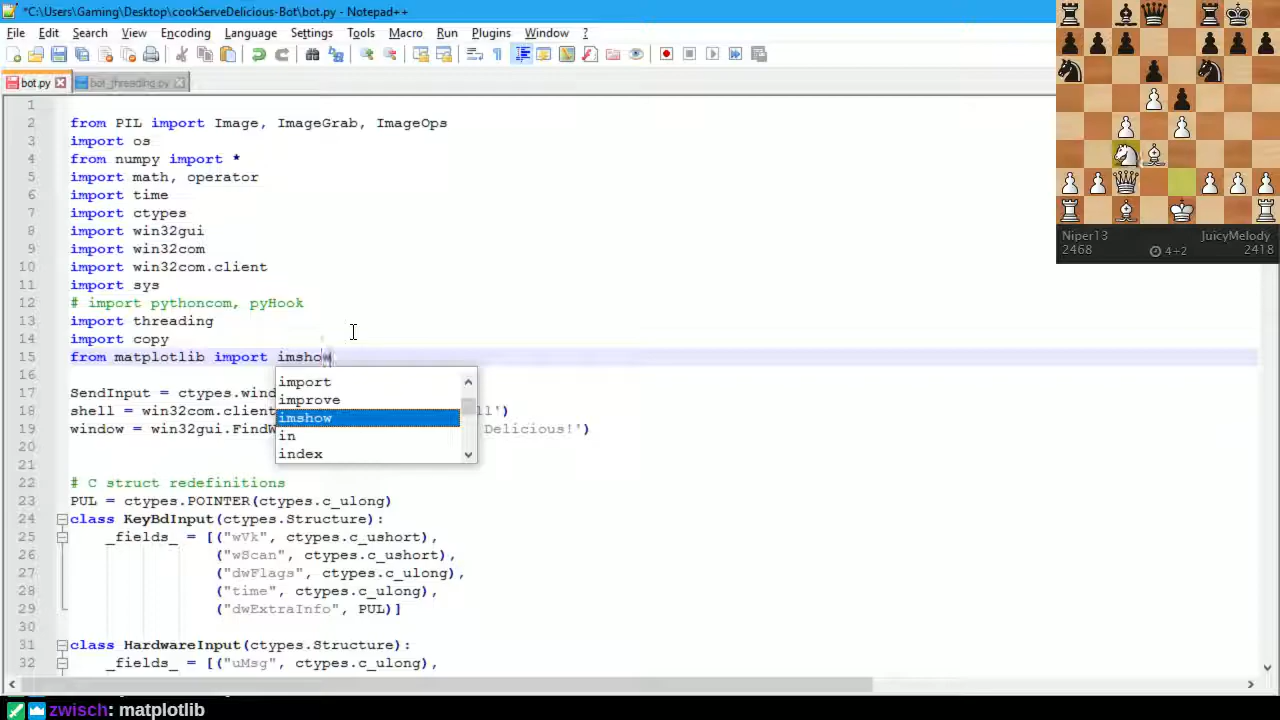 *C:\Users\Gaming\Desktop\cookServeDelicious-Bot\bot.py - Notepad++
File Edit Search View Encoding Language Settings Tools Macro Run Plugins Window ?
bot.py bot_threading.py
1
2 from PIL import Image, ImageGrab, ImageOps
3 import os
4 from numpy import *
5 import math, operator
6 import time
7 import ctypes
8 import win32gui
9 import win32com
10 import win32com.client
11 import sys
12 # import pythoncom, pyHook
13 import threading
14 import copy
15 from matplotlib import imshow
16
import
improve
imshow
in
index
17 SendInput = ctypes.wind
18 shell = win32com.client ll')
19 window = win32gui.FindW Delicious!')
20
21
22 # C struct redefinitions
23 PUL = ctypes.POINTER(ctypes.c_ulong)
24 class KeyBdInput(ctypes.Structure):
25 _fields_ = [("wVk", ctypes.c_ushort),
26 ("wScan", ctypes.c_ushort),
27 ("dwFlags", ctypes.c_ulong),
28 ("time", ctypes.c_ulong),
29 ("dwExtraInfo", PUL)]
30
31 class HardwareInput(ctypes.Structure):
32 _fields_ = [("uMsg", ctypes.c_ulong),
Niper13 JuicyMelody
2468 4+2 2418
zwisch: matplotlib